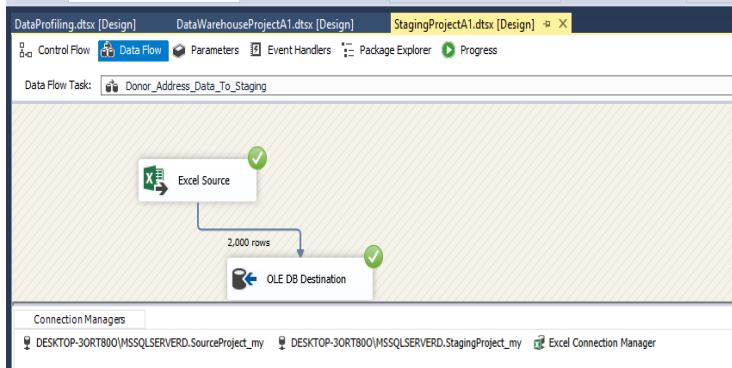 DataProfiling.dtsx [Design] DataWarehouseProjectA1.dtsx [Design] StagingProjectA1.dtsx [Design]
Control Flow Data Flow Parameters Event Handlers Package Explorer Progress
Data Flow Task: Donor_Address_Data_To_Staging
Excel Source
2,000 rows
OLE DB Destination
Connection Managers
DESKTOP-3ORT80O\MSSQLSERVERD.SourceProject_my DESKTOP-3ORT80O\MSSQLSERVERD.StagingProject_my Excel Connection Manager